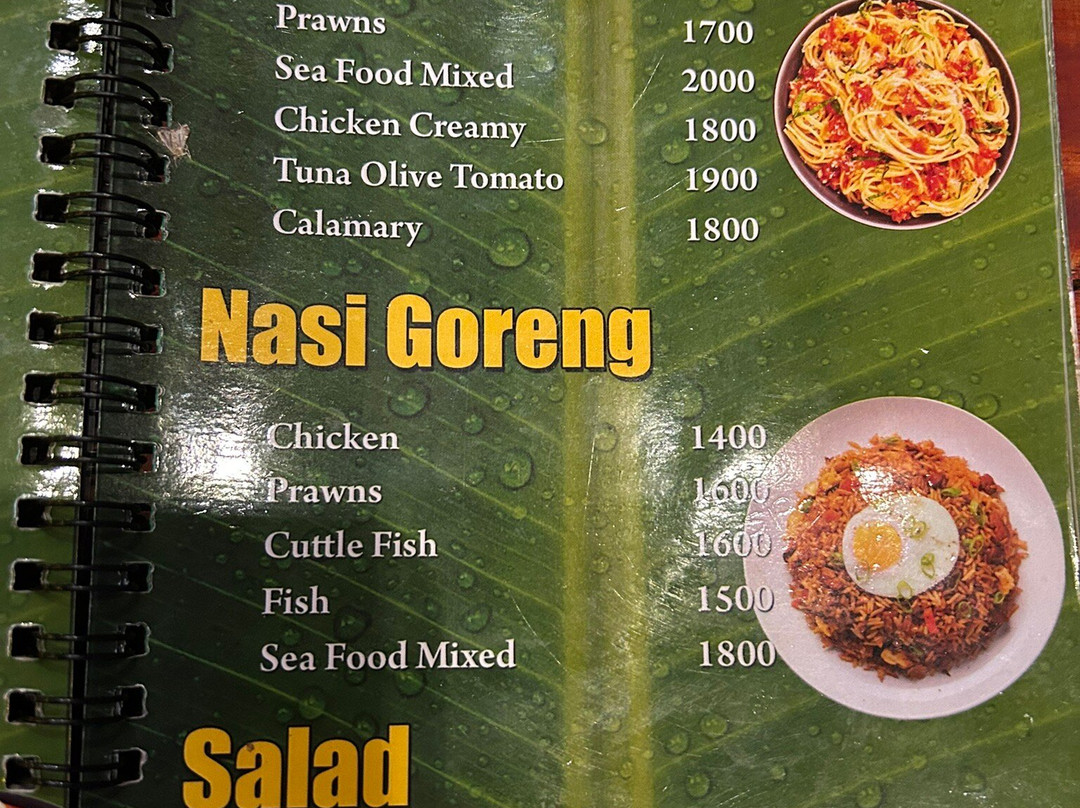 Prawns 1700
Sea Food Mixed 2000
Chicken Creamy 1800
Tuna Olive Tomato 1900
Calamary 1800
Nasi Goreng
Chicken 1400
Prawns 1600
Cuttle Fish 1600
Fish 1500
Sea Food Mixed 1800
Salad